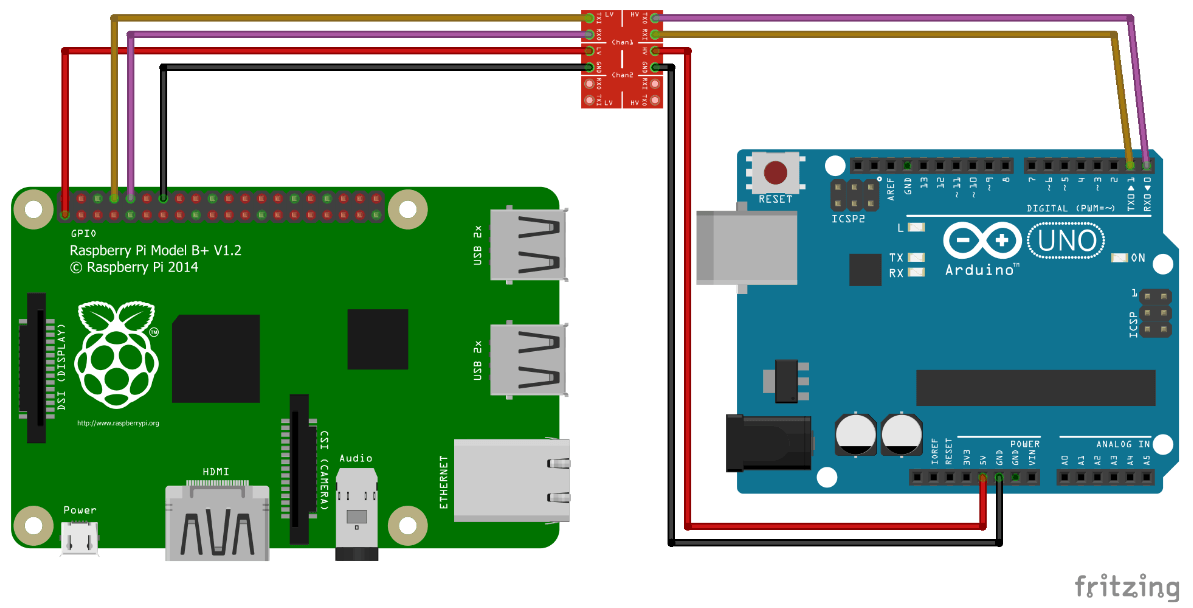 LV HV
TXI TXO
RXO RXI
Chan1
LV HV
GND GND
Chan2
RXO RXI
TXI TXO
LV HV
GPIO
Raspberry Pi Model B+ V1.2
© Raspberry Pi 2014
USB 2x
USB 2x
DSI (DISPLAY)
TM
http://www.raspberrypi.org
CSI (CAMERA)
HDMI
Audio
ETHERNET
Power
RESET
ICSP2
AREF
GND
13
12
~11
~10
~9
8
7
~6
~5
4
~3
2
TX0▶1
RX0◀0
DIGITAL (PWM=~)
L
TX
RX
Arduino™
UNO
ON
1
ICSP
IOREF
RESET
3V3
5V
GND
GND
VIN
POWER
ANALOG IN
A0
A1
A2
A3
A4
A5
fritzing